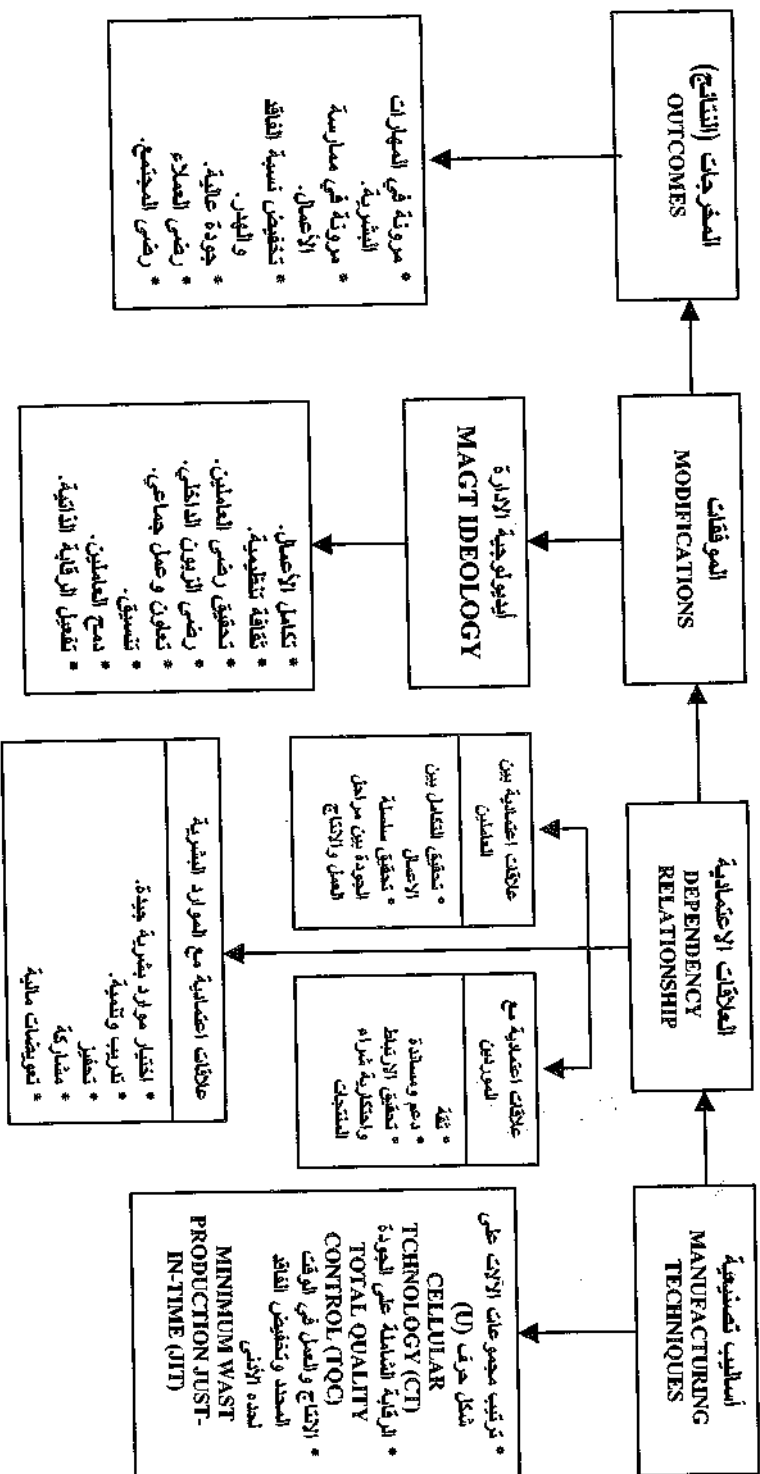 أساليب تصنيعية
MANUFACTURING
TECHNIQUES
* ترتيب مجموعات الآلات على
شكل حرف (U)
CELLULAR
TCHNOLOGY (CT)
* الرقابة الشاملة على الجودة
TOTAL QUALITY
CONTROL (TQC)
* الانتاج والعمل في الوقت
المحدد وتخفيض الفاقد
لحده الأدنى
MINIMUM WAST
PRODUCTION JUST-
IN-TIME (JIT)
العلاقات الاعتمادية
DEPENDENCY
RELATIONSHIP
علاقات اعتمادية مع
الموردين
* ثقة
* دعم ومساندة
* تحقيق الارتباط
واحتكارية شراء
المنتجات
علاقات اعتمادية بين
العاملين
* تحقيق التكامل بين
الاعمال
* تحقيق سلسلة
الجودة بين مراحل
العمل والانتاج
علاقات اعتمادية مع الموارد البشرية
* اختيار موارد بشرية جيدة.
* تدريب وتنمية.
* تحفيز
* مشاركة
* تعويضات مالية
الموفقات
MODIFICATIONS
أيديولوجية الادارة
MAGT IDEOLOGY
* تكامل الأعمال.
* ثقافة تنظيمية.
* تحقيق رضى العاملين.
* رضى الزبون الداخلي.
* تعاون وعمل جماعي.
* تنسيق.
* دمج العاملين.
* تفعيل الرقابة الذاتية.
المخرجات (النتائج)
OUTCOMES
* مرونة في المهارات
البشرية.
* مرونة في ممارسة
الأعمال.
* تخفيض نسبة الفاقد
والهدر.
* جودة عالية.
* رضى العملاء
* رضى المجتمع.